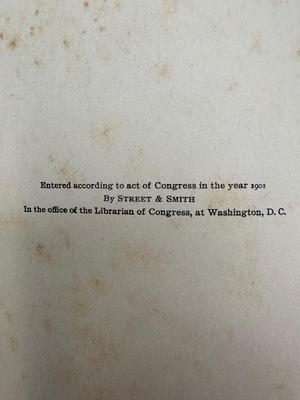 Entered according to act of Congress in the year 1901
By STREET & SMITH
In the office of the Librarian of Congress, at Washington, D. C.